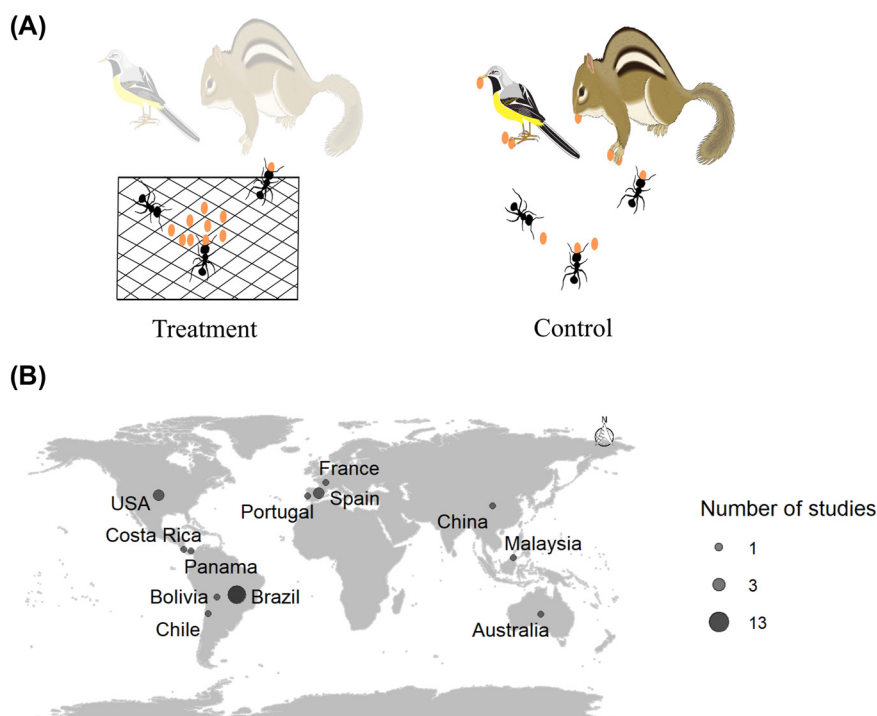 (A)
Treatment
Control
(B)
N
France
USA
Portugal
Spain
China
Costa Rica
Malaysia
Panama
Bolivia
Brazil
Chile
Australia
Number of studies
1
3
13